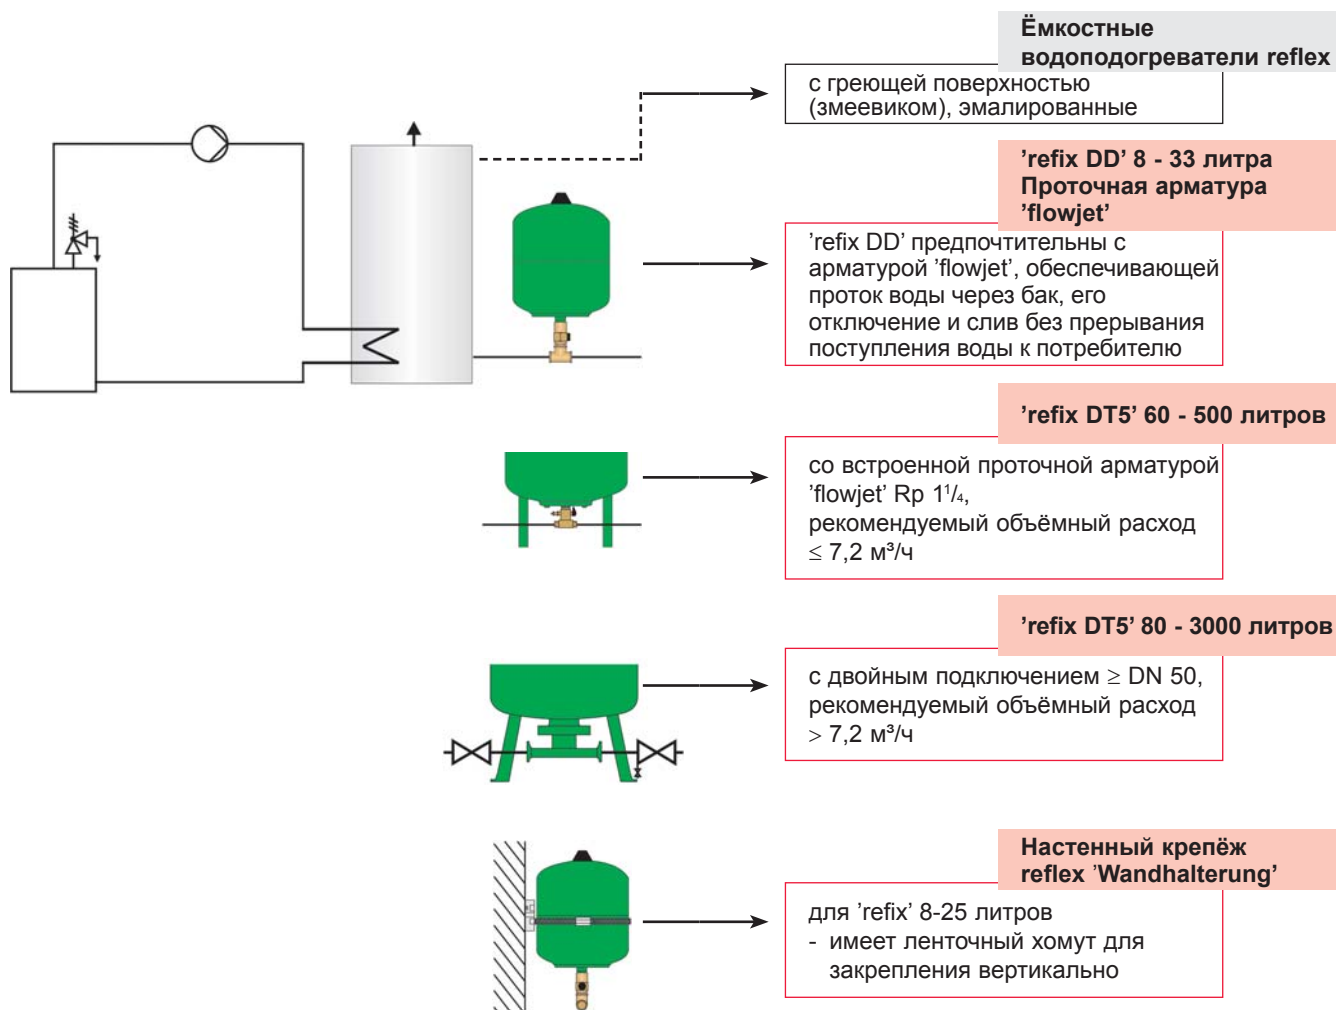 Ёмкостные
водоподогреватели reflex
с греющей поверхностью
(змеевиком), эмалированные
’refix DD’ 8 - 33 литра
Проточная арматура
’flowjet’
’refix DD’ предпочтительны с
арматурой ’flowjet’, обеспечивающей
проток воды через бак, его
отключение и слив без прерывания
поступления воды к потребителю
’refix DT5’ 60 - 500 литров
со встроенной проточной арматурой
’flowjet’ Rp 1¹/₄,
рекомендуемый объёмный расход
≤ 7,2 м³/ч
’refix DT5’ 80 - 3000 литров
с двойным подключением ≥ DN 50,
рекомендуемый объёмный расход
> 7,2 м³/ч
Настенный крепёж
reflex ’Wandhalterung’
для ’refix’ 8-25 литров
- имеет ленточный хомут для
закрепления вертикально